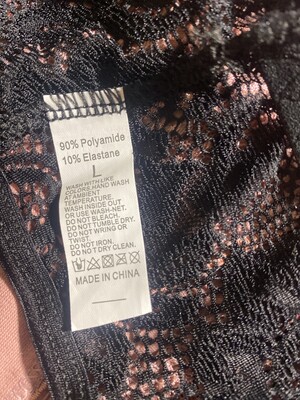 90% Polyamide
10% Elastane
L
WASH WITH LIKE
COLORS.HAND WASH
AT AMBIENT
TEMPERATURE.
WASH INSIDE OUT
OR USE WASH-NET.
DO NOT BLEACH.
DO NOT TUMBLE DRY.
DO NOT WRING OR
TWIST.
DO NOT IRON.
DO NOT DRY CLEAN.
MADE IN CHINA